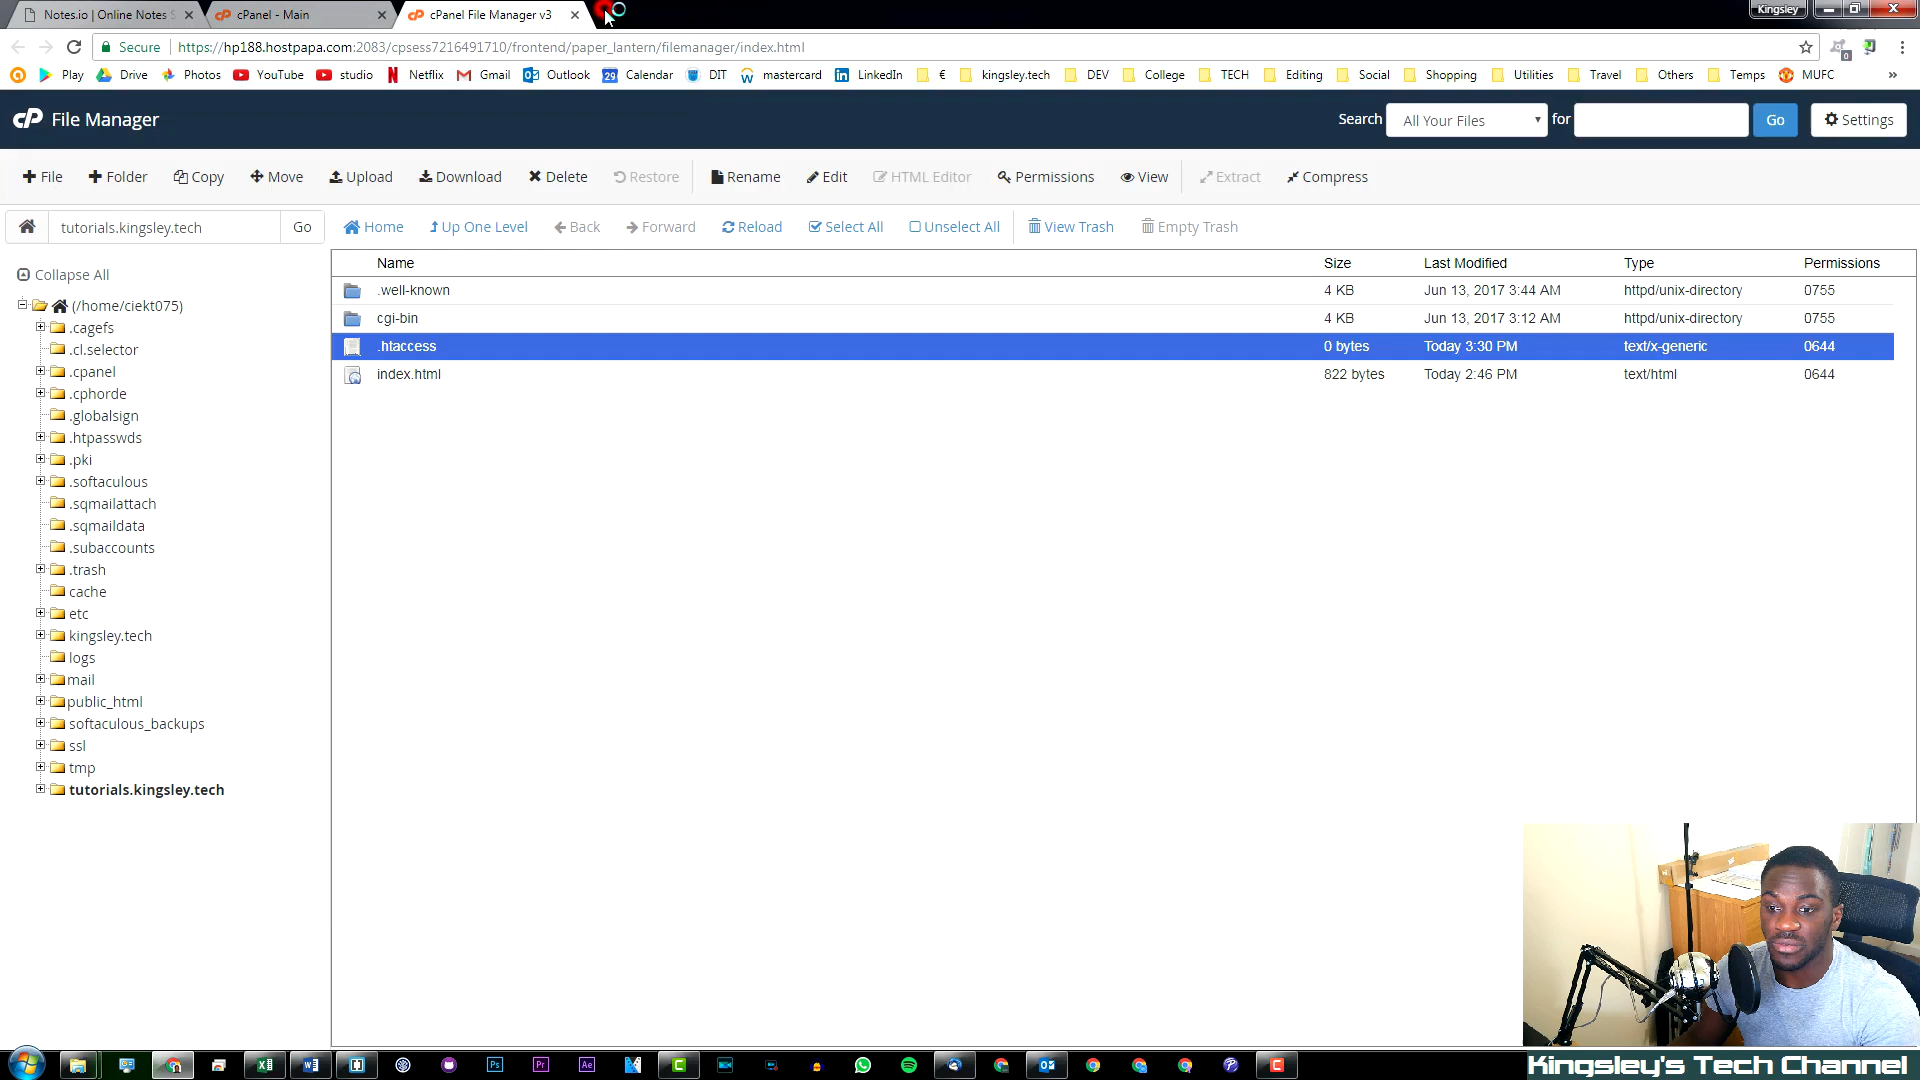 Notes.io | Online Notes S
cPanel - Main
cPanel File Manager v3
Kingsley
Secure
https://hp188.hostpapa.com:2083/cpsess7216491710/frontend/paper_lantern/filemanager/index.html
0
Play
Drive
Photos
YouTube
studio
Netflix
Gmail
Outlook
29
Calendar
DIT
mastercard
LinkedIn
€
kingsley.tech
DEV
College
TECH
Editing
Social
Shopping
Utilities
Travel
Others
Temps
MUFC
»
cP File Manager
Search
All Your Files
for
Go
Settings
File
Folder
Copy
Move
Upload
Download
Delete
Restore
Rename
Edit
HTML Editor
Permissions
View
Extract
Compress
tutorials.kingsley.tech
Go
Home
Up One Level
Back
Forward
Reload
Select All
Unselect All
View Trash
Empty Trash
Collapse All
(/home/ciekt075)
.cagefs
.cl.selector
.cpanel
.cphorde
.globalsign
.htpasswds
.pki
.softaculous
.sqmailattach
.sqmaildata
.subaccounts
.trash
cache
etc
kingsley.tech
logs
mail
public_html
softaculous_backups
ssl
tmp
tutorials.kingsley.tech
Name Size Last Modified Type Permissions
.well-known 4 KB Jun 13, 2017 3:44 AM httpd/unix-directory 0755
cgi-bin 4 KB Jun 13, 2017 3:12 AM httpd/unix-directory 0755
.htaccess 0 bytes Today 3:30 PM text/x-generic 0644
index.html 822 bytes Today 2:46 PM text/html 0644
Ps
Pr
Ae
Kingsley's Tech Channel